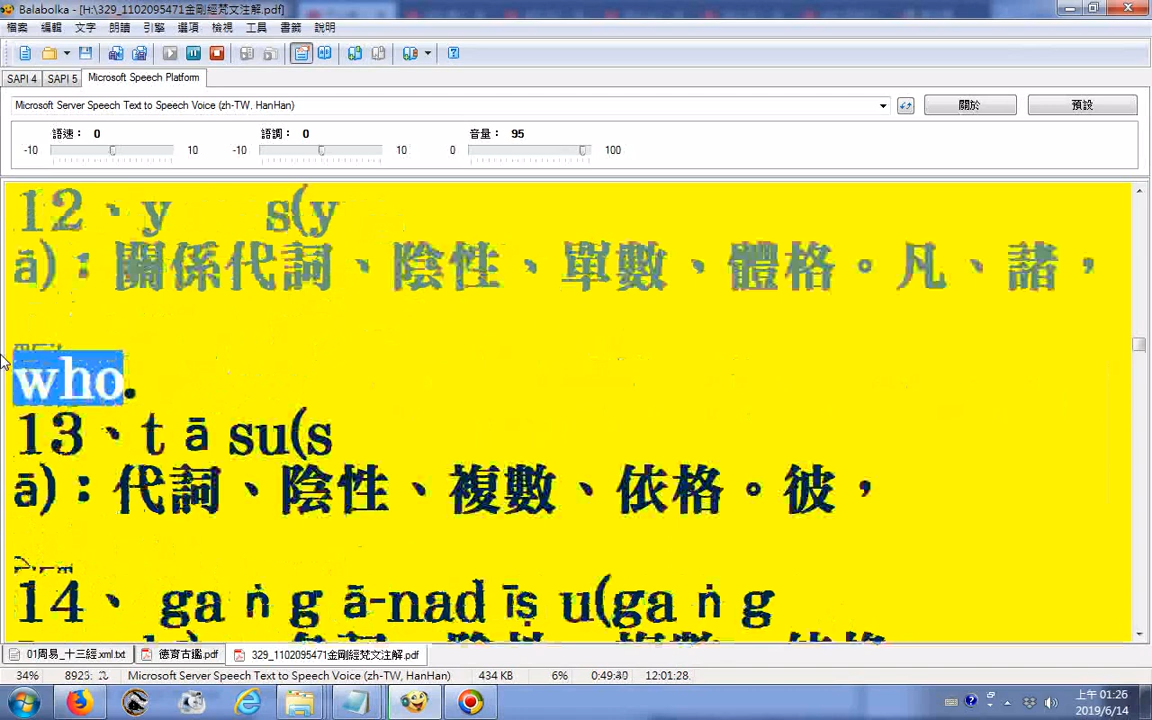 Balabolka - [H:\329_1102095471金剛經梵文注解.pdf]
檔案 編輯 文字 朗讀 引擎 選項 檢視 工具 書籤 說明
SAPI 4 SAPI 5 Microsoft Speech Platform
Microsoft Server Speech Text to Speech Voice (zh-TW, HanHan) 關於 預設
語速： 0 語調： 0 音量： 95
-10 10 -10 10 0 100
12、y s(y
ā)：關係代詞、陰性、單數、體格。凡、諸，
who.
13、t ā su(s
ā)：代詞、陰性、複數、依格。彼，
14、 ga ṅ g ā-nad īṣ u(ga ṅ g
01周易_十三經.xml.txt 德育古鑑.pdf 329_1102095471金剛經梵文注解.pdf
34% Microsoft Server Speech Text to Speech Voice (zh-TW, HanHan) 434 KB 6% 0:49:30 12:01:28.
上午 01:26
2019/6/14